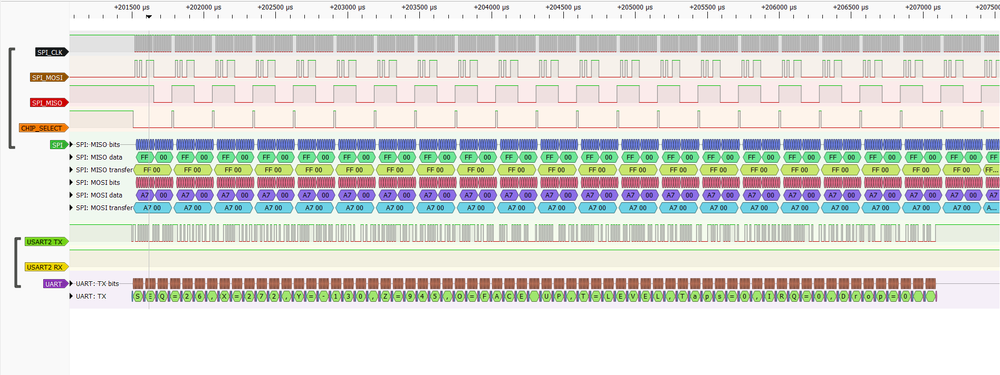 +201500 µs +202000 µs +202500 µs +203000 µs +203500 µs +204000 µs +204500 µs +205000 µs +205500 µs +206000 µs +206500 µs +207000 µs +20750
SPI_CLK
SPI_MOSI
SPI_MISO
CHIP_SELECT
SPI SPI: MISO bits
SPI: MISO data FF 00 FF 00 FF 00 FF 00 FF 00 FF 00 FF 00 FF 00 FF 00 FF 00 FF 00 FF 00 FF 00 FF 00 FF 00 FF 00 FF 00 FF 00 FF 00 FF 00 FF 00 FF
SPI: MISO transfer FF 00 FF 00 FF 00 FF 00 FF 00 FF 00 FF 00 FF 00 FF 00 FF 00 FF 00 FF 00 FF 00 FF 00 FF 00 FF 00 FF 00 FF 00 FF 00 FF 00 FF 00 FF...
SPI: MOSI bits
SPI: MOSI data A7 00 A7 00 A7 00 A7 00 A7 00 A7 00 A7 00 A7 00 A7 00 A7 00 A7 00 A7 00 A7 00 A7 00 A7 00 A7 00 A7 00 A7 00 A7 00 A7 00 A7 00 A7
SPI: MOSI transfer A7 00 A7 00 A7 00 A7 00 A7 00 A7 00 A7 00 A7 00 A7 00 A7 00 A7 00 A7 00 A7 00 A7 00 A7 00 A7 00 A7 00 A7 00 A7 00 A7 00 A7 00 A...
USART2 TX
USART2 RX
UART UART: TX bits
UART: TX S E Q = 2 6 , X = 2 7 2 , Y = - 1 3 0 , Z = 9 4 5 , O = F A C E U P , T = L E V E L , T a p s = 0 , I R Q = 0 , D r o p = 0